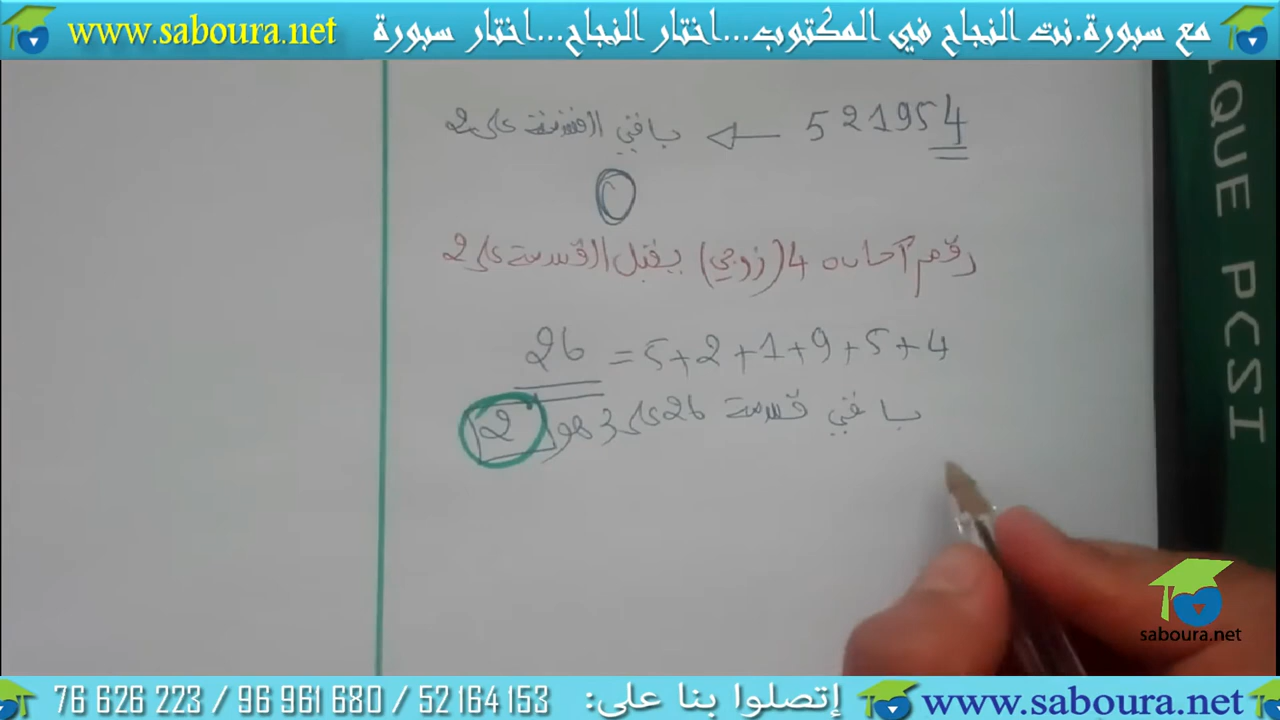 مع سبورة.نت النجاح في المكتوب...اختار النجاح...اختار سبورة www.saboura.net
521954 ← باقي القسمة على 2
0
رقم آحاده 4 (زوجي) يقبل القسمة على 2
26 = 5+2+1+9+5+4
باقي قسمة 26 على 3 هو 2
IQUE PCSI
saboura.net
76 626 223 / 96 961 680 / 52 164 153 إتصلوا بنا على: www.saboura.net